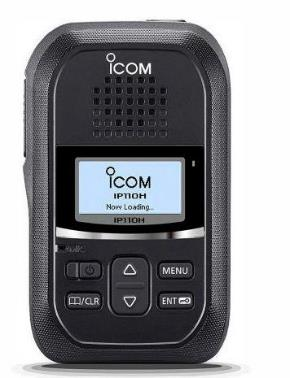 ICOM
ICOM
IP110H
Now Loading...
IP110H
MENU
/CLR
ENT